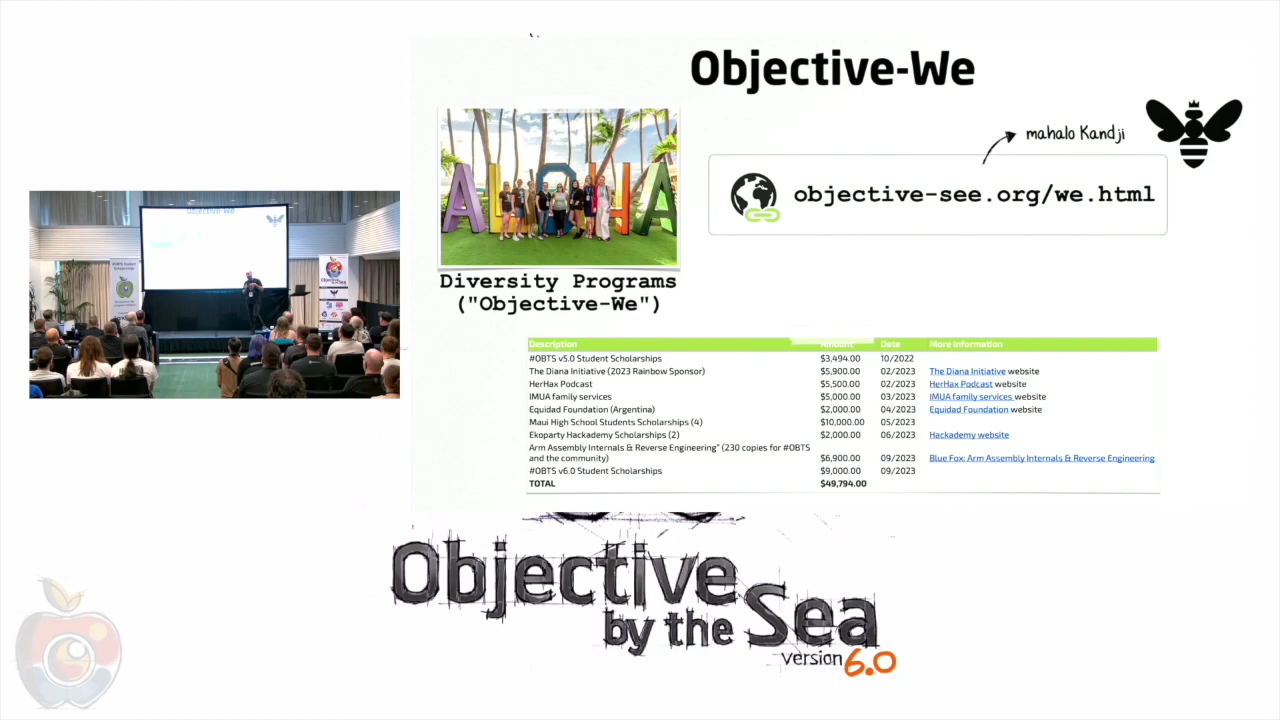 Objective-We
mahalo Kandji
objective-see.org/we.html
ALOHA
Diversity Programs
("Objective-We")
Description Amount Date More Information
#OBTS v5.0 Student Scholarships $3,494.00 10/2022
The Diana Initiative (2023 Rainbow Sponsor) $5,900.00 02/2023 The Diana Initiative website
HerHax Podcast $5,500.00 02/2023 HerHax Podcast website
IMUA family services $5,000.00 03/2023 IMUA family services website
Equidad Foundation (Argentina) $2,000.00 04/2023 Equidad Foundation website
Maui High School Students Scholarships (4) $10,000.00 05/2023
Ekoparty Hackademy Scholarships (2) $2,000.00 06/2023 Hackademy website
Arm Assembly Internals & Reverse Engineering" (230 copies for #OBTS
and the community) $6,900.00 09/2023 Blue Fox: Arm Assembly Internals & Reverse Engineering
#OBTS v6.0 Student Scholarships $9,000.00 09/2023
TOTAL $49,794.00
Objective-We
Objective
by the Sea
version 6.0